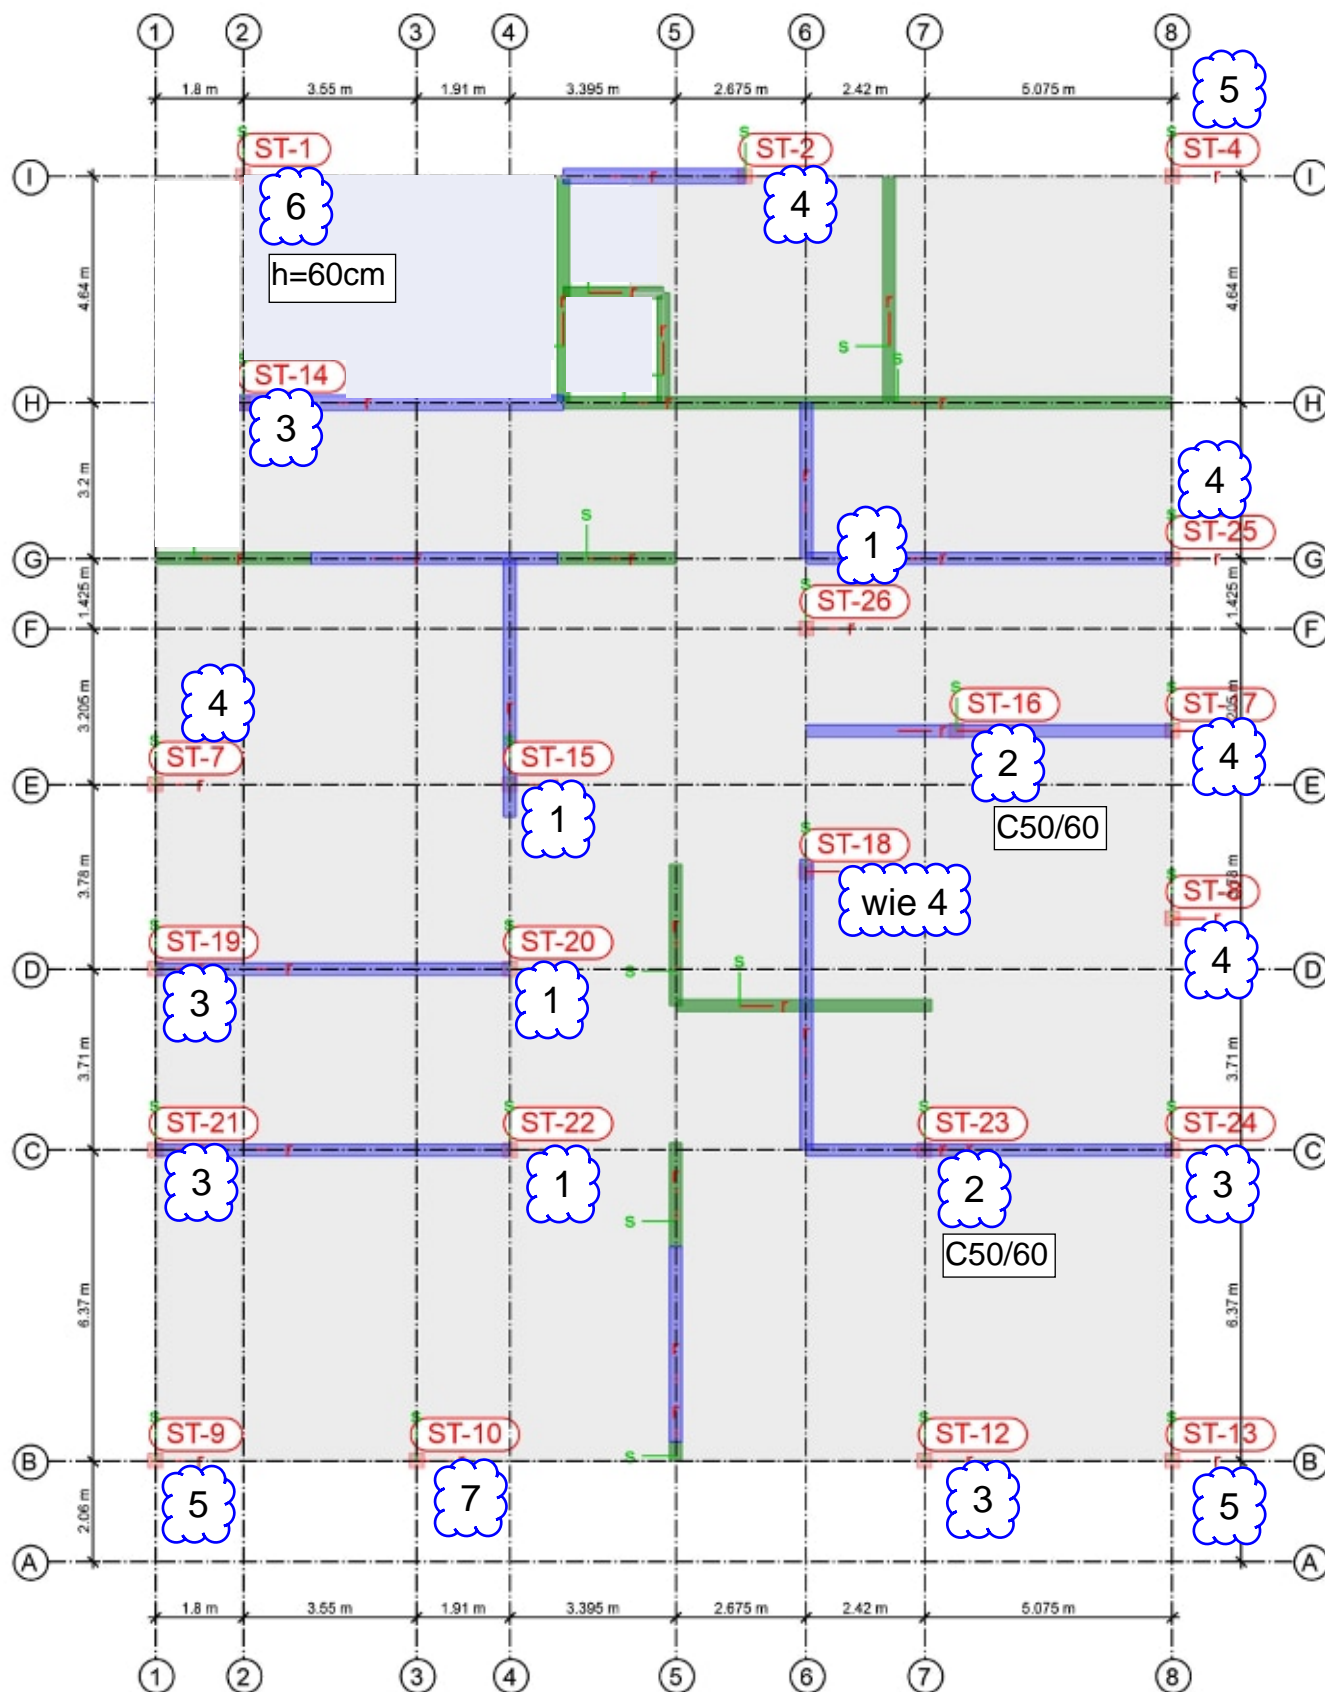 1 2 3 4 5 6 7 8
1.8 m 3.55 m 1.91 m 3.395 m 2.675 m 2.42 m 5.075 m
5
s s s
ST-1 ST-2 ST-4
I r r I
6 4
h=60cm
4.64 m 4.64 m
r r r r
s s
s
ST-14
H r r r H
3
3.2 m 3.2 m
4
r
s s
1 ST-25
G r r r r r G
1.425 m s 1.425 m
ST-26
F r F
3.205 m
4 s s
ST-16
r r
s s 2 4
ST-7 ST-15
E r E
1
C50/60
s
ST-18
3.78 m s
wie 4
r r
s s
ST-19 ST-20
4
D r s s D
3 1
r
r
3.71 m 3.71 m
s s s s
ST-21 ST-22 ST-23 ST-24
C r r r C
3 1 2 3
s
C50/60
6.37 m 6.37 m
r
r
s s s s
ST-9 ST-10 ST-12 ST-13
B r s r B
5 7 3 5
2.06 m
A A
1.8 m 3.55 m 1.91 m 3.395 m 2.675 m 2.42 m 5.075 m
1 2 3 4 5 6 7 8